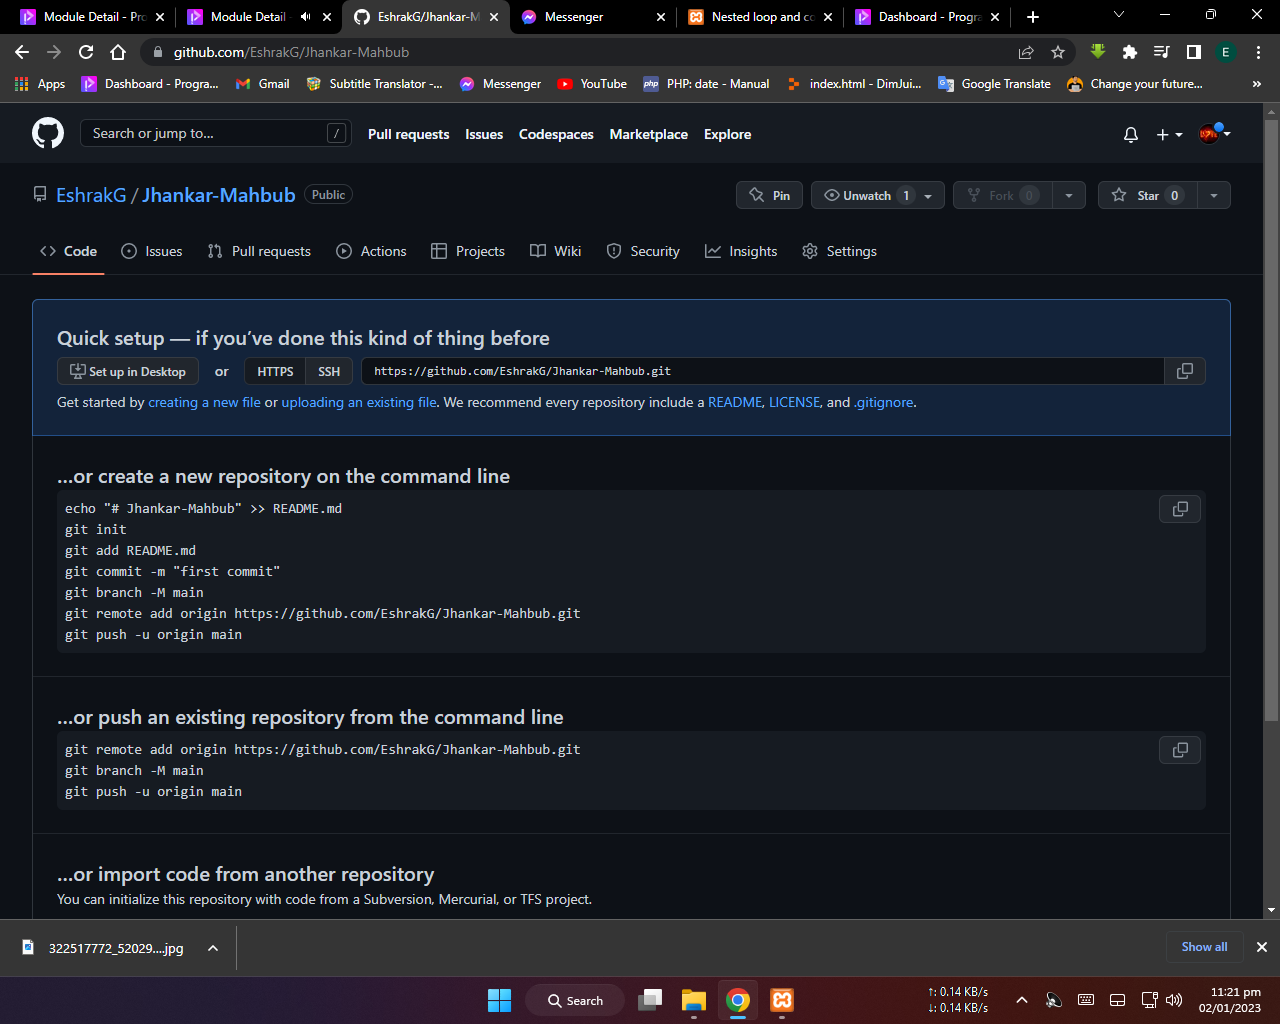 Module Detail - Pro
Module Detail -
EshrakG/Jhankar-M
Messenger
Nested loop and co
Dashboard - Progra
github.com/EshrakG/Jhankar-Mahbub
E
Apps
Dashboard - Progra...
Gmail
Subtitle Translator -...
Messenger
YouTube
php
PHP: date - Manual
index.html - DimJui...
Google Translate
Change your future...
»
Search or jump to...
/
Pull requests
Issues
Codespaces
Marketplace
Explore
EshrakG / Jhankar-Mahbub
Public
Pin
Unwatch 1
Fork 0
Star 0
Code
Issues
Pull requests
Actions
Projects
Wiki
Security
Insights
Settings
Quick setup — if you’ve done this kind of thing before
Set up in Desktop
or
HTTPS
SSH
https://github.com/EshrakG/Jhankar-Mahbub.git
Get started by creating a new file or uploading an existing file. We recommend every repository include a README, LICENSE, and .gitignore.
…or create a new repository on the command line
echo "# Jhankar-Mahbub" >> README.md
git init
git add README.md
git commit -m "first commit"
git branch -M main
git remote add origin https://github.com/EshrakG/Jhankar-Mahbub.git
git push -u origin main
…or push an existing repository from the command line
git remote add origin https://github.com/EshrakG/Jhankar-Mahbub.git
git branch -M main
git push -u origin main
…or import code from another repository
You can initialize this repository with code from a Subversion, Mercurial, or TFS project.
322517772_52029....jpg
Show all
Search
↑: 0.14 KB/s
↓: 0.14 KB/s
11:21 pm
02/01/2023